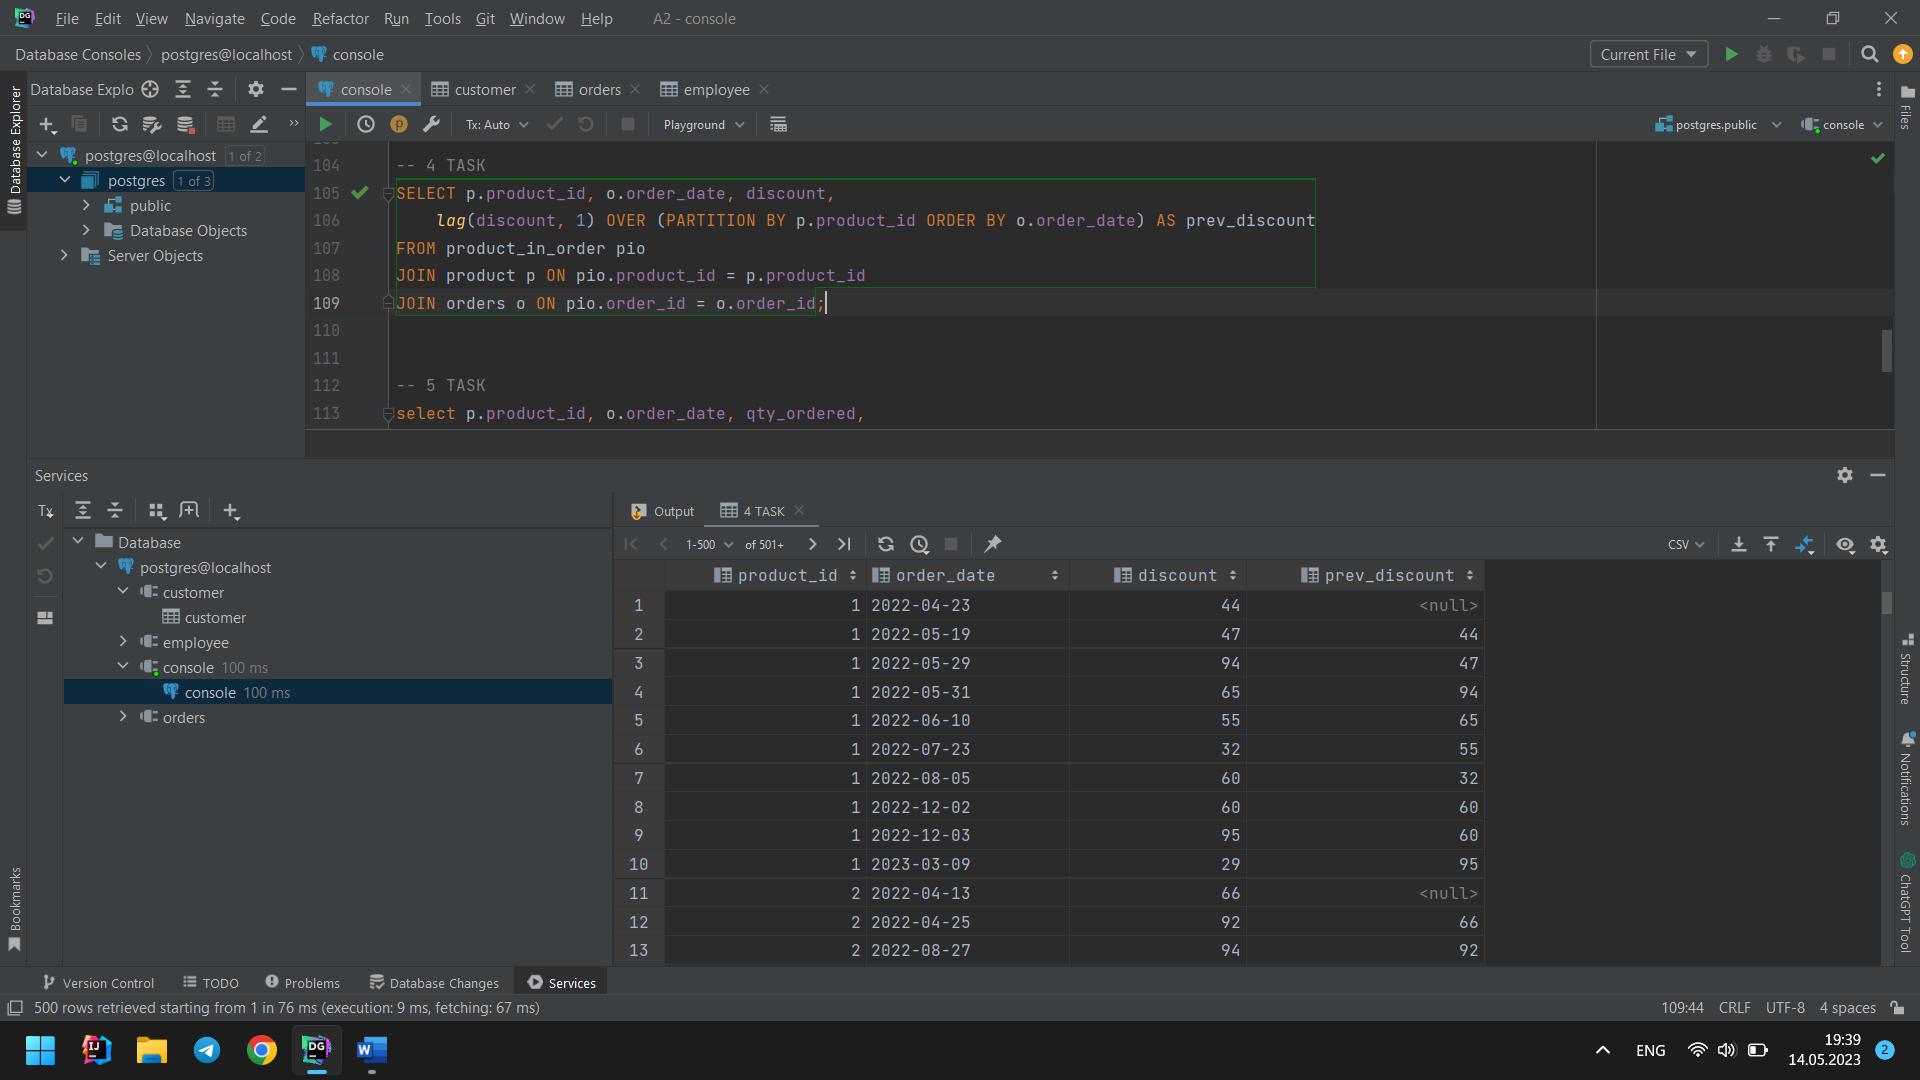 File Edit View Navigate Code Refactor Run Tools Git Window Help A2 - console
Database Consoles postgres@localhost console Current File
Database Explo console customer orders employee
Tx: Auto Playground postgres.public console
Database Explorer
Files
postgres@localhost 1 of 2
postgres 1 of 3
public
Database Objects
Server Objects
104 -- 4 TASK
105 SELECT p.product_id, o.order_date, discount,
106 lag(discount, 1) OVER (PARTITION BY p.product_id ORDER BY o.order_date) AS prev_discount
107 FROM product_in_order pio
108 JOIN product p ON pio.product_id = p.product_id
109 JOIN orders o ON pio.order_id = o.order_id;
110
111
112 -- 5 TASK
113 select p.product_id, o.order_date, qty_ordered,
Services
Tx
Output 4 TASK
Database
postgres@localhost
customer
customer
employee
console 100 ms
console 100 ms
orders
1-500 of 501+ CSV
product_id order_date discount prev_discount
1 1 2022-04-23 44 <null>
2 1 2022-05-19 47 44
3 1 2022-05-29 94 47
4 1 2022-05-31 65 94
5 1 2022-06-10 55 65
6 1 2022-07-23 32 55
7 1 2022-08-05 60 32
8 1 2022-12-02 60 60
9 1 2022-12-03 95 60
10 1 2023-03-09 29 95
11 2 2022-04-13 66 <null>
12 2 2022-04-25 92 66
13 2 2022-08-27 94 92
Structure
Notifications
ChatGPT Tool
Bookmarks
Version Control TODO Problems Database Changes Services
500 rows retrieved starting from 1 in 76 ms (execution: 9 ms, fetching: 67 ms) 109:44 CRLF UTF-8 4 spaces
ENG 19:39
14.05.2023 2